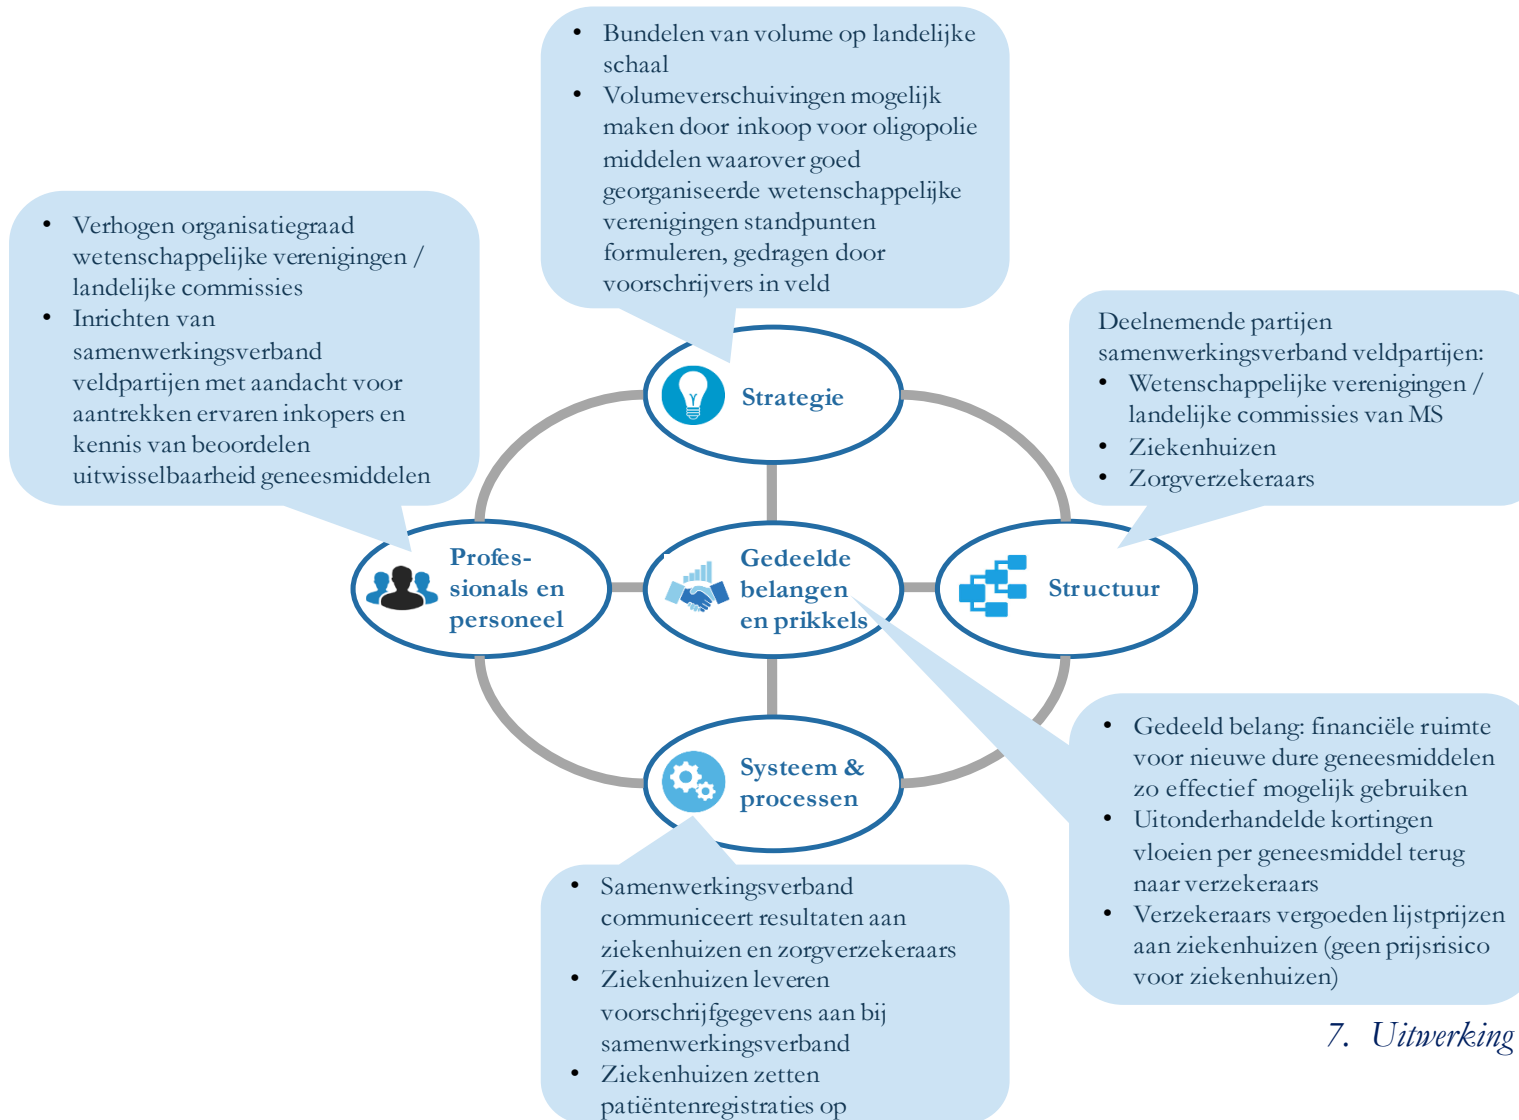 • Bundelen van volume op landelijke
schaal
• Volumeverschuivingen mogelijk
maken door inkoop voor oligopolie
middelen waarover goed
georganiseerde wetenschappelijke
verenigingen standpunten
formuleren, gedragen door
voorschrijvers in veld
• Verhogen organisatiegraad
wetenschappelijke verenigingen /
landelijke commissies
• Inrichten van
samenwerkingsverband
veldpartijen met aandacht voor
aantrekken ervaren inkopers en
kennis van beoordelen
uitwisselbaarheid geneesmiddelen
Deelnemende partijen
samenwerkingsverband veldpartijen:
• Wetenschappelijke verenigingen /
landelijke commissies van MS
• Ziekenhuizen
• Zorgverzekeraars
Strategie
Profes-
sionals en
personeel
Gedeelde
belangen
en prikkels
Structuur
Systeem &
processen
• Gedeeld belang: financiële ruimte
voor nieuwe dure geneesmiddelen
zo effectief mogelijk gebruiken
• Uitonderhandelde kortingen
vloeien per geneesmiddel terug
naar verzekeraars
• Verzekeraars vergoeden lijstprijzen
aan ziekenhuizen (geen prijsrisico
voor ziekenhuizen)
• Samenwerkingsverband
communiceert resultaten aan
ziekenhuizen en zorgverzekeraars
• Ziekenhuizen leveren
voorschrijfgegevens aan bij
samenwerkingsverband
• Ziekenhuizen zetten
patiëntenregistraties op
7. Uitwerking